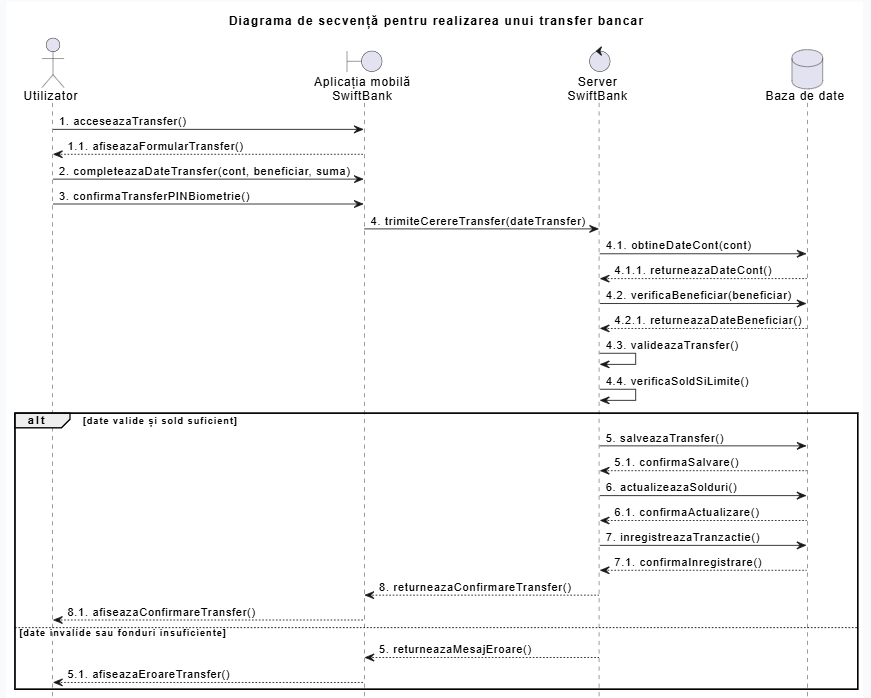 Diagrama de secvență pentru realizarea unui transfer bancar
Utilizator
Aplicația mobilă
SwiftBank
Server
SwiftBank
Baza de date
1. acceseazaTransfer()
1.1. afiseazaFormularTransfer()
2. completeazaDateTransfer(cont, beneficiar, suma)
3. confirmaTransferPINBiometrie()
4. trimiteCerereTransfer(dateTransfer)
4.1. obtineDateCont(cont)
4.1.1. returneazaDateCont()
4.2. verificaBeneficiar(beneficiar)
4.2.1. returneazaDateBeneficiar()
4.3. valideazaTransfer()
4.4. verificaSoldSiLimite()
alt [date valide și sold suficient]
5. salveazaTransfer()
5.1. confirmaSalvare()
6. actualizeazaSolduri()
6.1. confirmaActualizare()
7. inregistreazaTranzactie()
7.1. confirmaInregistrare()
8. returneazaConfirmareTransfer()
8.1. afiseazaConfirmareTransfer()
[date invalide sau fonduri insuficiente]
5. returneazaMesajEroare()
5.1. afiseazaEroareTransfer()